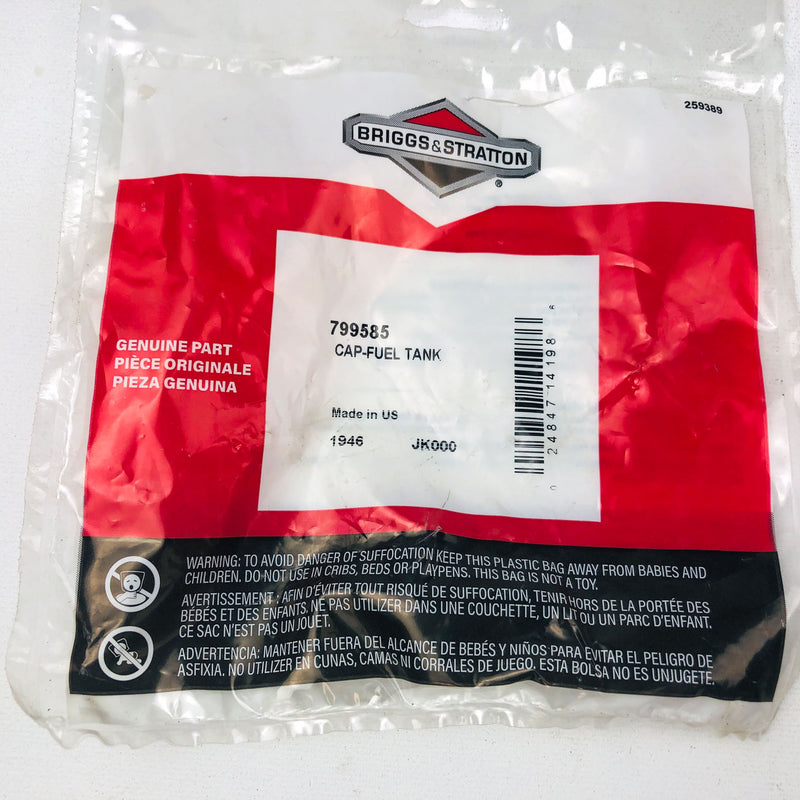 259389
BRIGGS&STRATTON
®
799585
CAP-FUEL TANK
GENUINE PART
PIÈCE ORIGINALE
PIEZA GENUINA
Made in US
1946 JK000
0 24847 14198 8
WARNING: TO AVOID DANGER OF SUFFOCATION KEEP THIS PLASTIC BAG AWAY FROM BABIES AND
CHILDREN. DO NOT USE IN CRIBS, BEDS OR PLAYPENS. THIS BAG IS NOT A TOY.
AVERTISSEMENT : AFIN D'ÉVITER TOUT RISQUÉ DE SUFFOCATION, TENIR HORS DE LA PORTÉE DES
BÉBÉS ET DES ENFANTS. NE PAS UTILIZER DANS UNE COUCHETTE, UN LIT OU UN PARC D'ENFANT.
CE SAC N'EST PAS UN JOUET.
ADVERTENCIA: MANTENER FUERA DEL ALCANCE DE BEBÉS Y NIÑOS PARA EVITAR EL PELIGRO DE
ASFIXIA. NO UTILIZER EN CUNAS, CAMAS NI CORRALES DE JUEGO. ESTA BOLSA NO ES UNJUGETE.